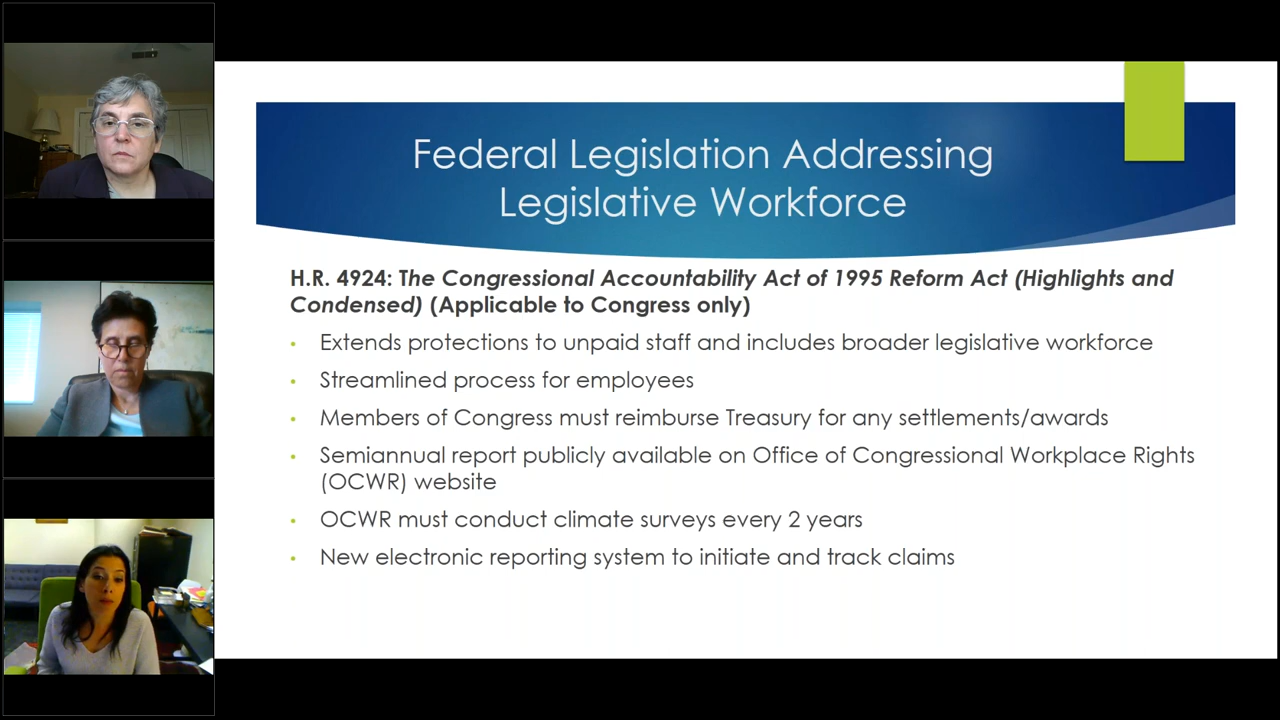 Federal Legislation Addressing
Legislative Workforce
H.R. 4924: The Congressional Accountability Act of 1995 Reform Act (Highlights and
Condensed) (Applicable to Congress only)
• Extends protections to unpaid staff and includes broader legislative workforce
• Streamlined process for employees
• Members of Congress must reimburse Treasury for any settlements/awards
• Semiannual report publicly available on Office of Congressional Workplace Rights
(OCWR) website
• OCWR must conduct climate surveys every 2 years
• New electronic reporting system to initiate and track claims